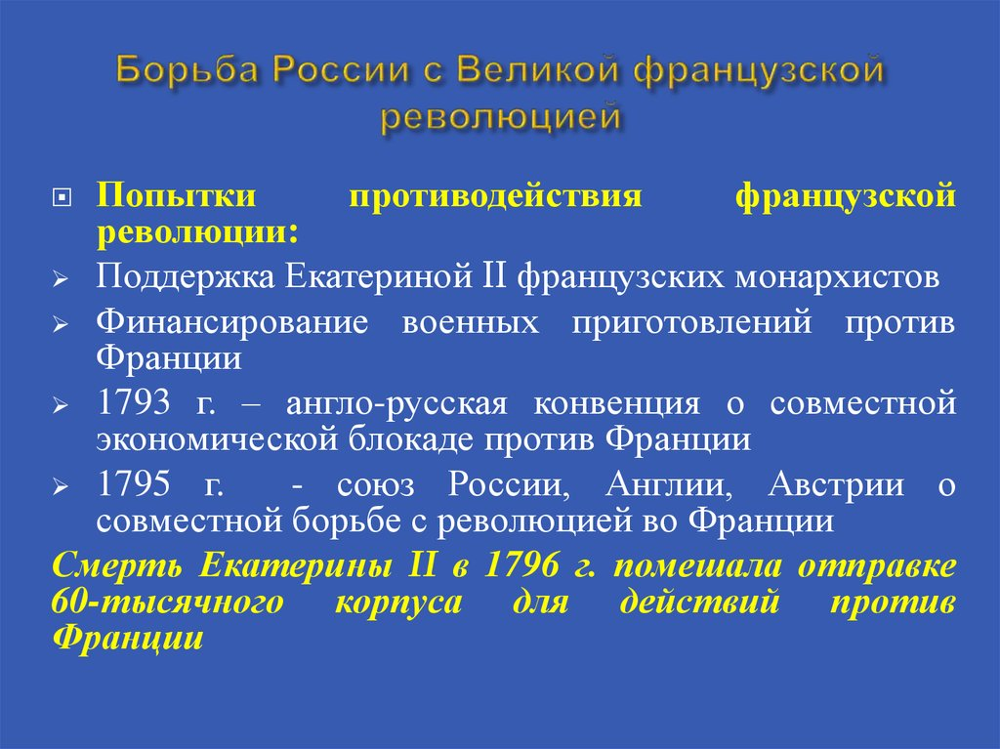 Борьба России с Великой французской
революцией
Попытки противодействия французской
революции:
Поддержка Екатериной II французских монархистов
Финансирование военных приготовлений против
Франции
1793 г. – англо-русская конвенция о совместной
экономической блокаде против Франции
1795 г. - союз России, Англии, Австрии о
совместной борьбе с революцией во Франции
Смерть Екатерины II в 1796 г. помешала отправке
60-тысячного корпуса для действий против
Франции